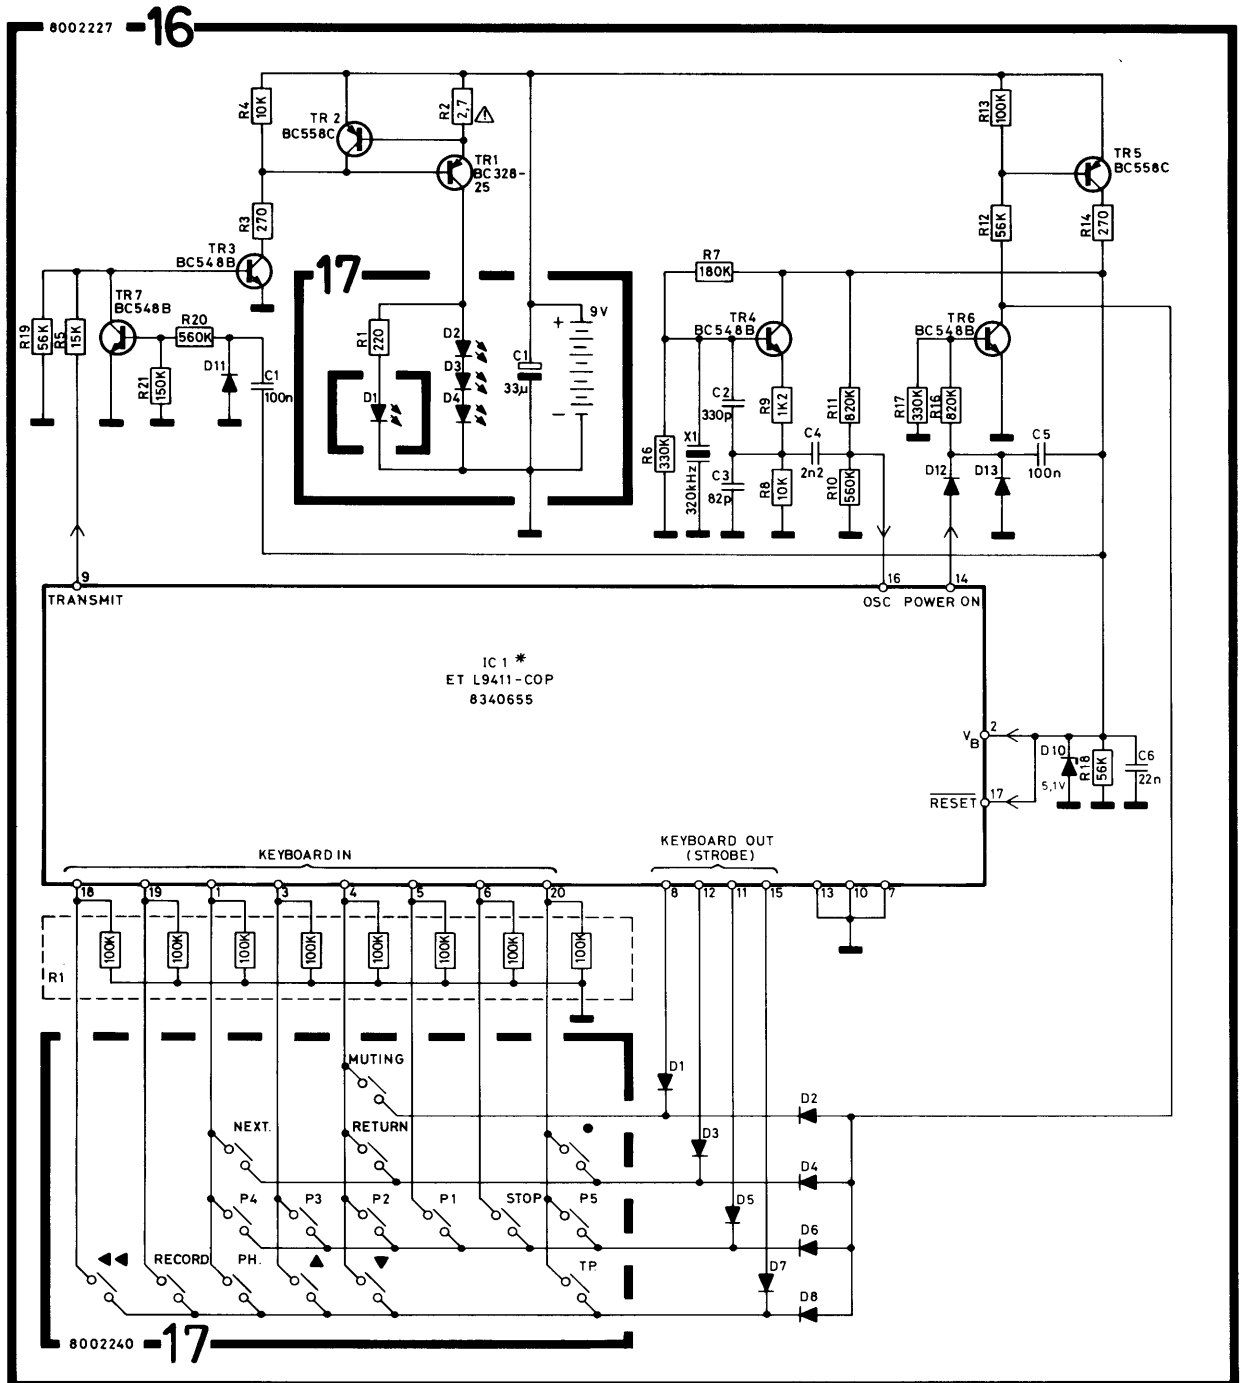 8002227 -16
R4
10K
TR 2
BC558C
R2
2,7
TR1
BC328-
25
R13
100K
TR5
BC558C
R3
270
R12
56K
R14
270
TR3
BC548B
17
R7
180K
R19
56K
R5
15K
TR7
BC548B
R20
560K
D11
C1
100n
R21
150K
R1
220
D1
D2
D3
D4
C1
33µ
+
9V
–
TR4
BC548B
TR6
BC548B
C2
330p
R9
1K2
R11
820K
R17
330K
R16
820K
R6
330K
X1
320kHz
C3
82p
R8
10K
C4
2n2
R10
560K
D12
D13
C5
100n
9
TRANSMIT
16
OSC
14
POWER ON
IC 1 *
ET L9411-COP
8340655
VB
2
RESET
17
D10
5,1V
R18
56K
C6
22n
KEYBOARD IN
KEYBOARD OUT
(STROBE)
18 19 1 3 4 5 6 20 8 12 11 15 13 10 7
R1
100K 100K 100K 100K 100K 100K 100K 100K
MUTING
D1
D2
NEXT.
RETURN
D3
D4
P4 P3 P2 P1 STOP P5
D5
D6
RECORD PH. TP.
D7
D8
8002240 -17